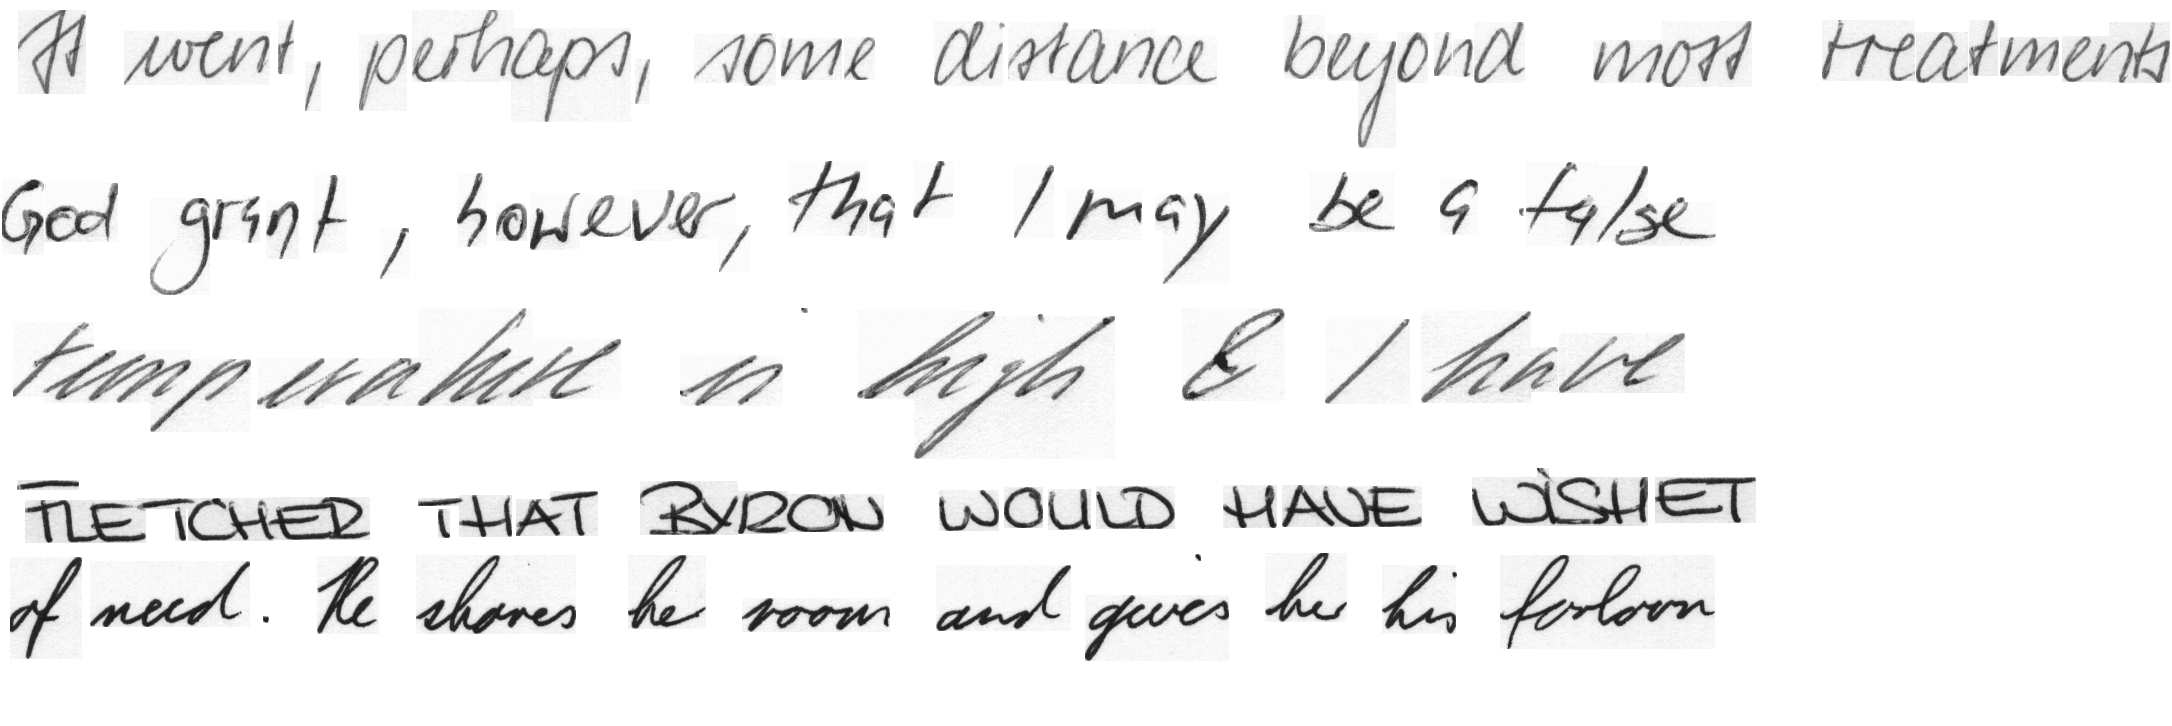 It went, perhaps, some distance beyond most treatments
God grant, however, that I may be a false
temperature is high & I have
FLETCHER THAT BYRON WOULD HAVE WISHET
of need. He shares he room and gives her his forlorn